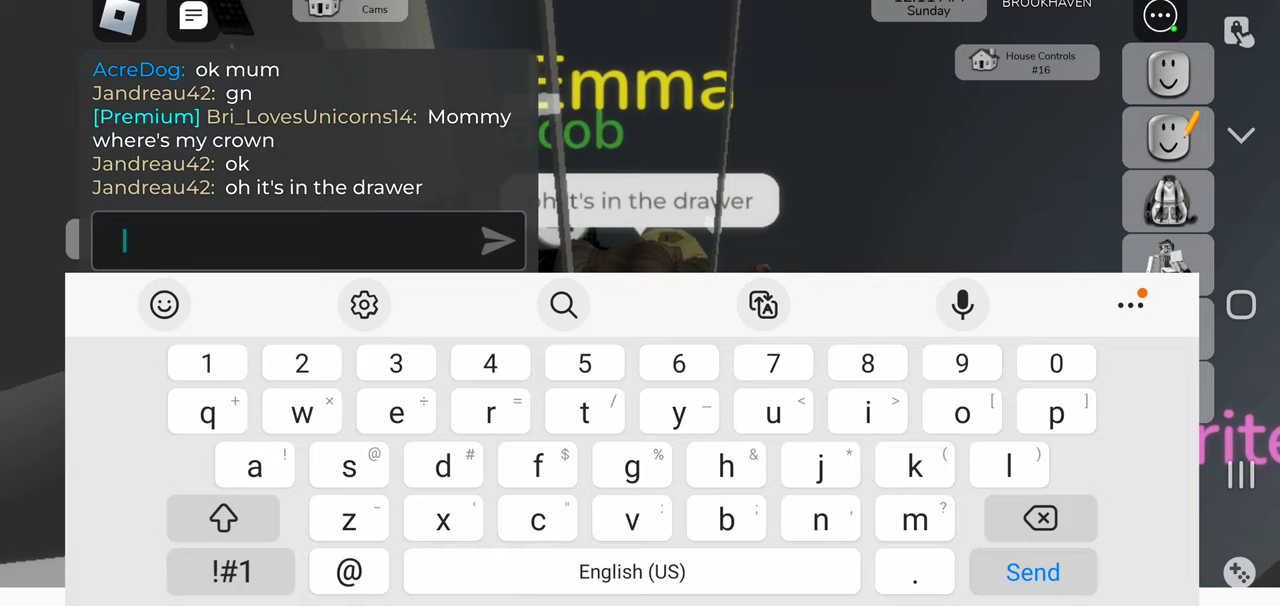 Cams
Sunday
BROOKHAVEN
House Controls
#16
AcreDog: ok mum
Jandreau42: gn
[Premium] Bri_LovesUnicorns14: Mommy
where's my crown
Jandreau42: ok
Jandreau42: oh it's in the drawer
Emma
cob
oh it's in the drawer
rite
1 2 3 4 5 6 7 8 9 0
q + w × e ÷ r = t / y _ u < i > o [ p ]
a ! s @ d # f $ g % h & j * k ( l )
z - x ' c " v : b ; n , m ?
!#1 @ English (US) . Send